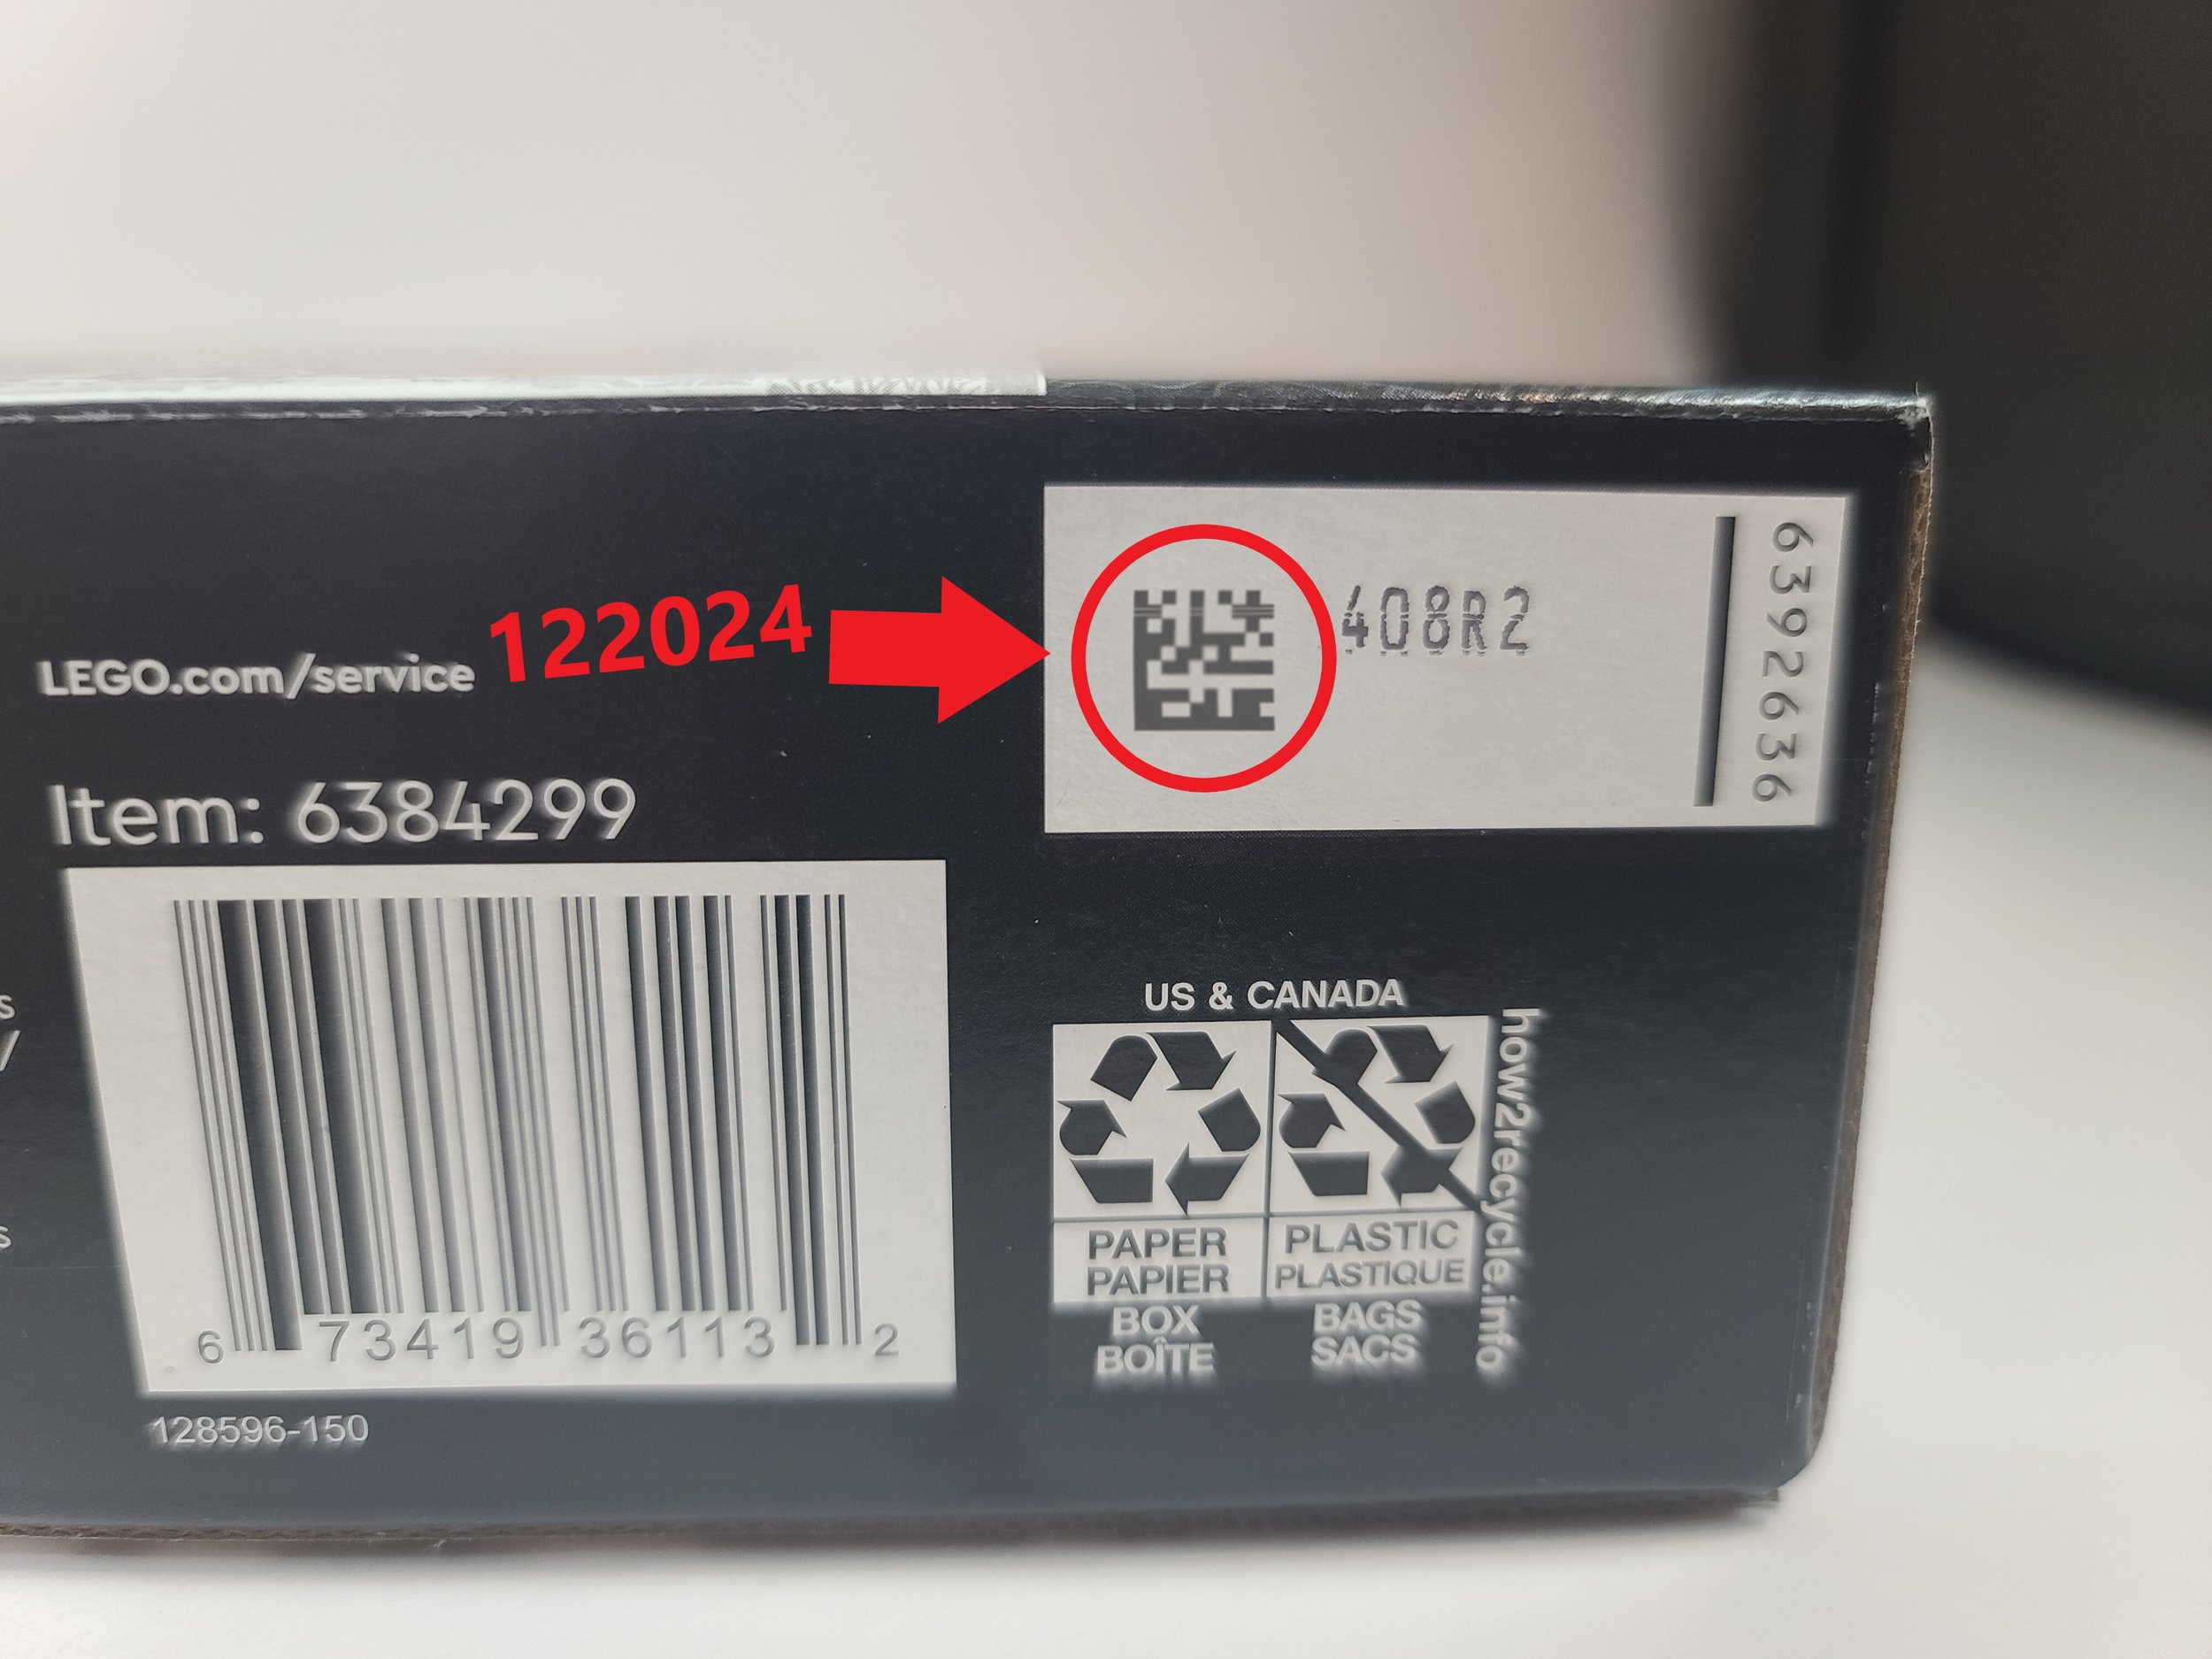 122024
408R2
6392636
LEGO.com/service
Item: 6384299
6 73419 36113 2
128596-150
US & CANADA
PAPER
PAPIER
BOX
BOÎTE
PLASTIC
PLASTIQUE
BAGS
SACS
how2recycle.info
s
/
s